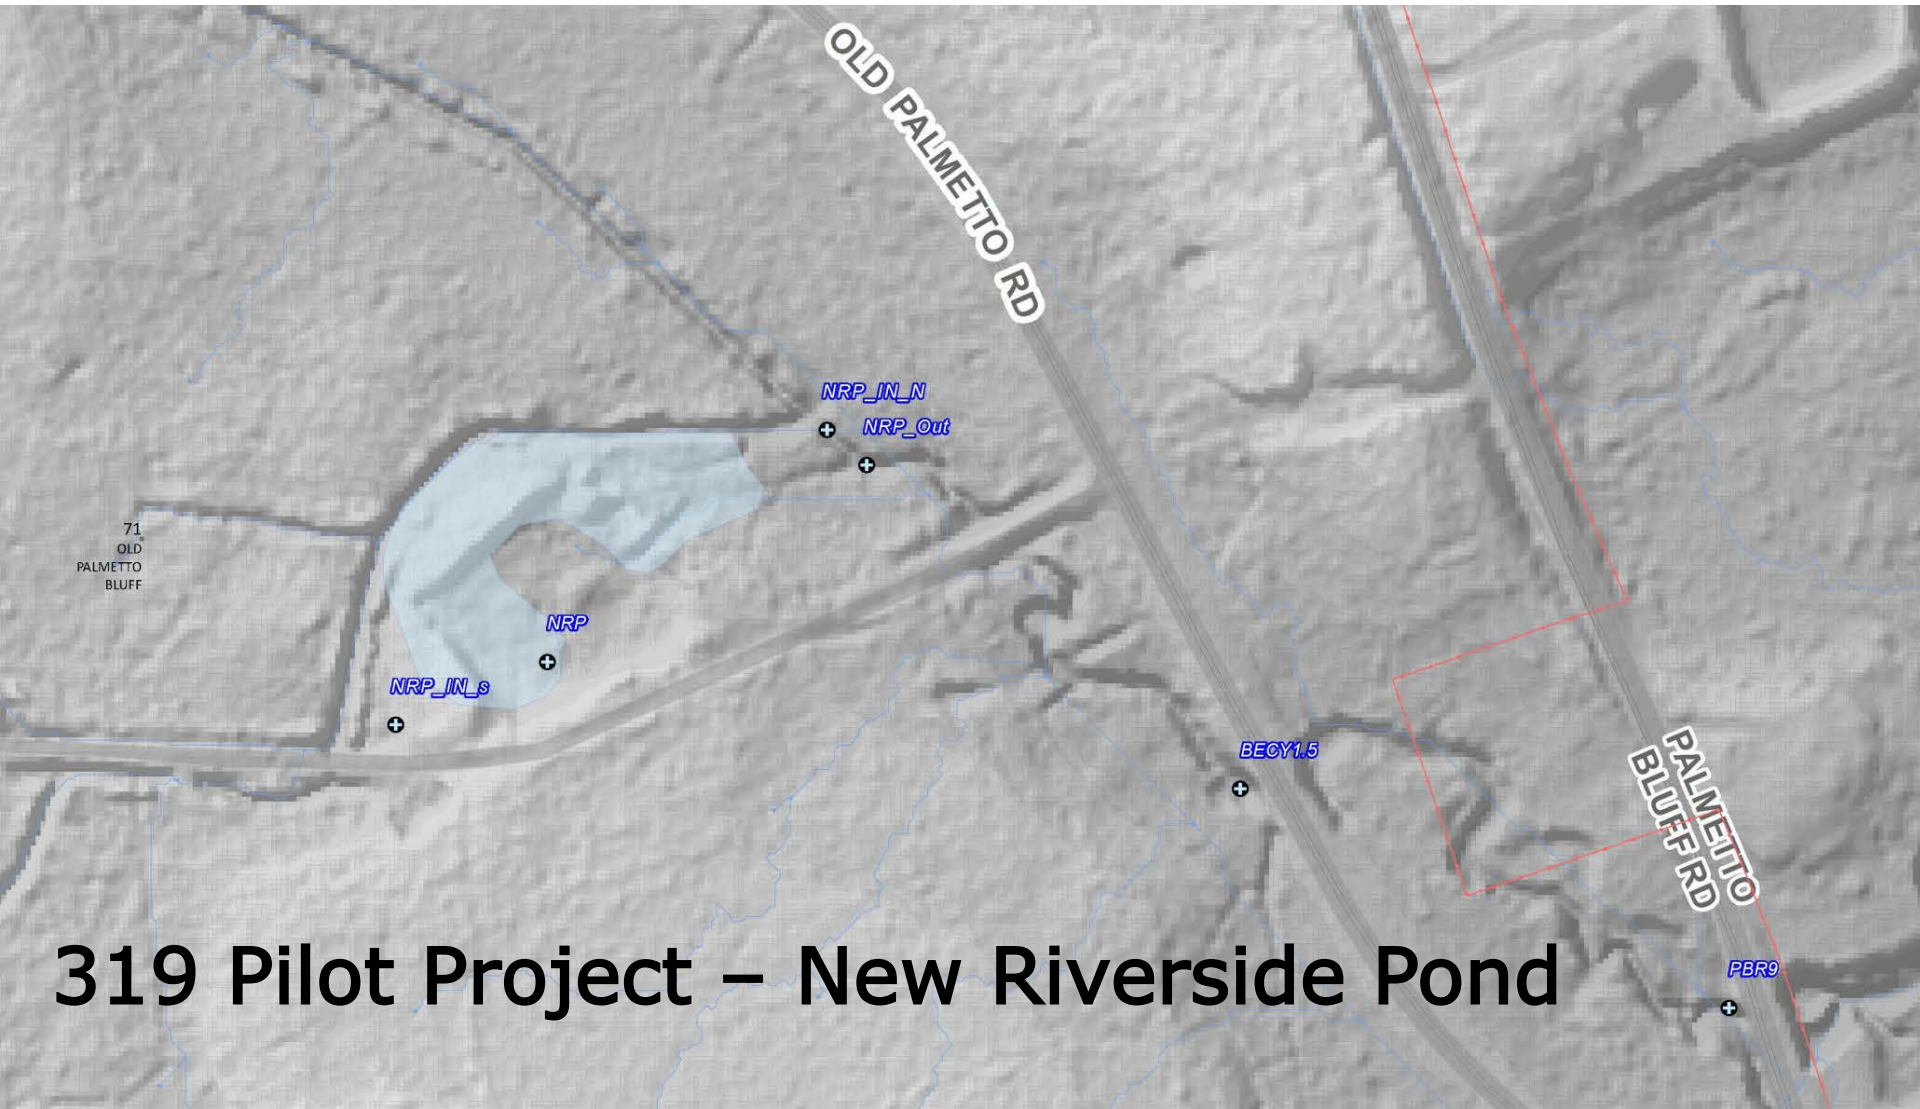 OLD PALMETTO RD
NRP_IN_N
NRP_Out
71
OLD
PALMETTO
BLUFF
NRP
NRP_IN_s
BECY1.5
PALMETTO
BLUFF RD
319 Pilot Project – New Riverside Pond
PBR9